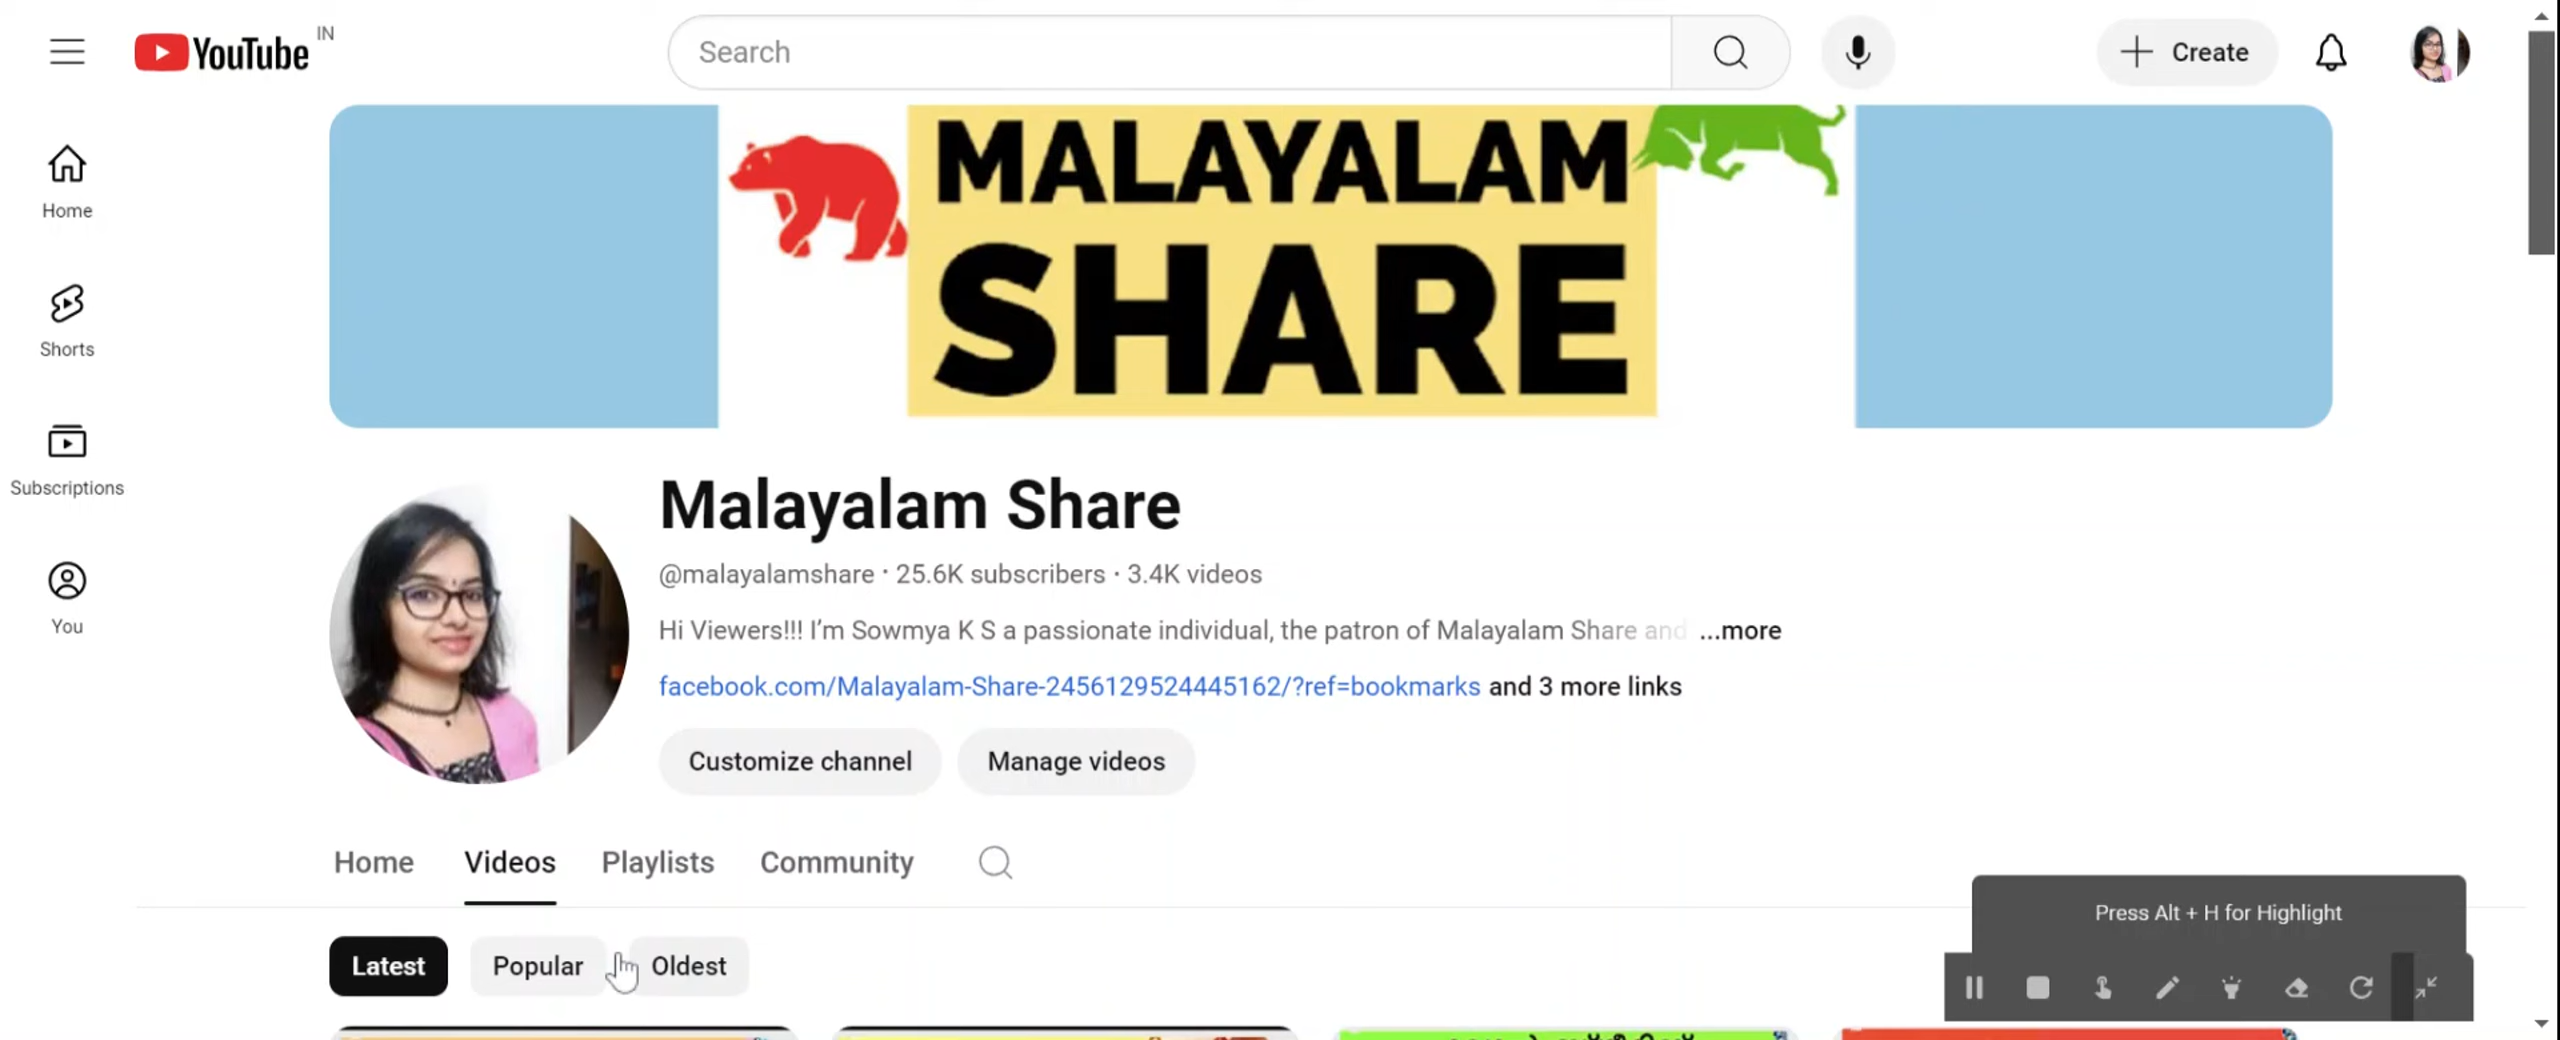 YouTube IN
Search
Create
Home
Shorts
Subscriptions
You
MALAYALAM
SHARE
Malayalam Share
@malayalamshare · 25.6K subscribers · 3.4K videos
Hi Viewers!!! I’m Sowmya K S a passionate individual, the patron of Malayalam Share and ...more
facebook.com/Malayalam-Share-2456129524445162/?ref=bookmarks and 3 more links
Customize channel Manage videos
Home Videos Playlists Community
Press Alt + H for Highlight
Latest Popular Oldest